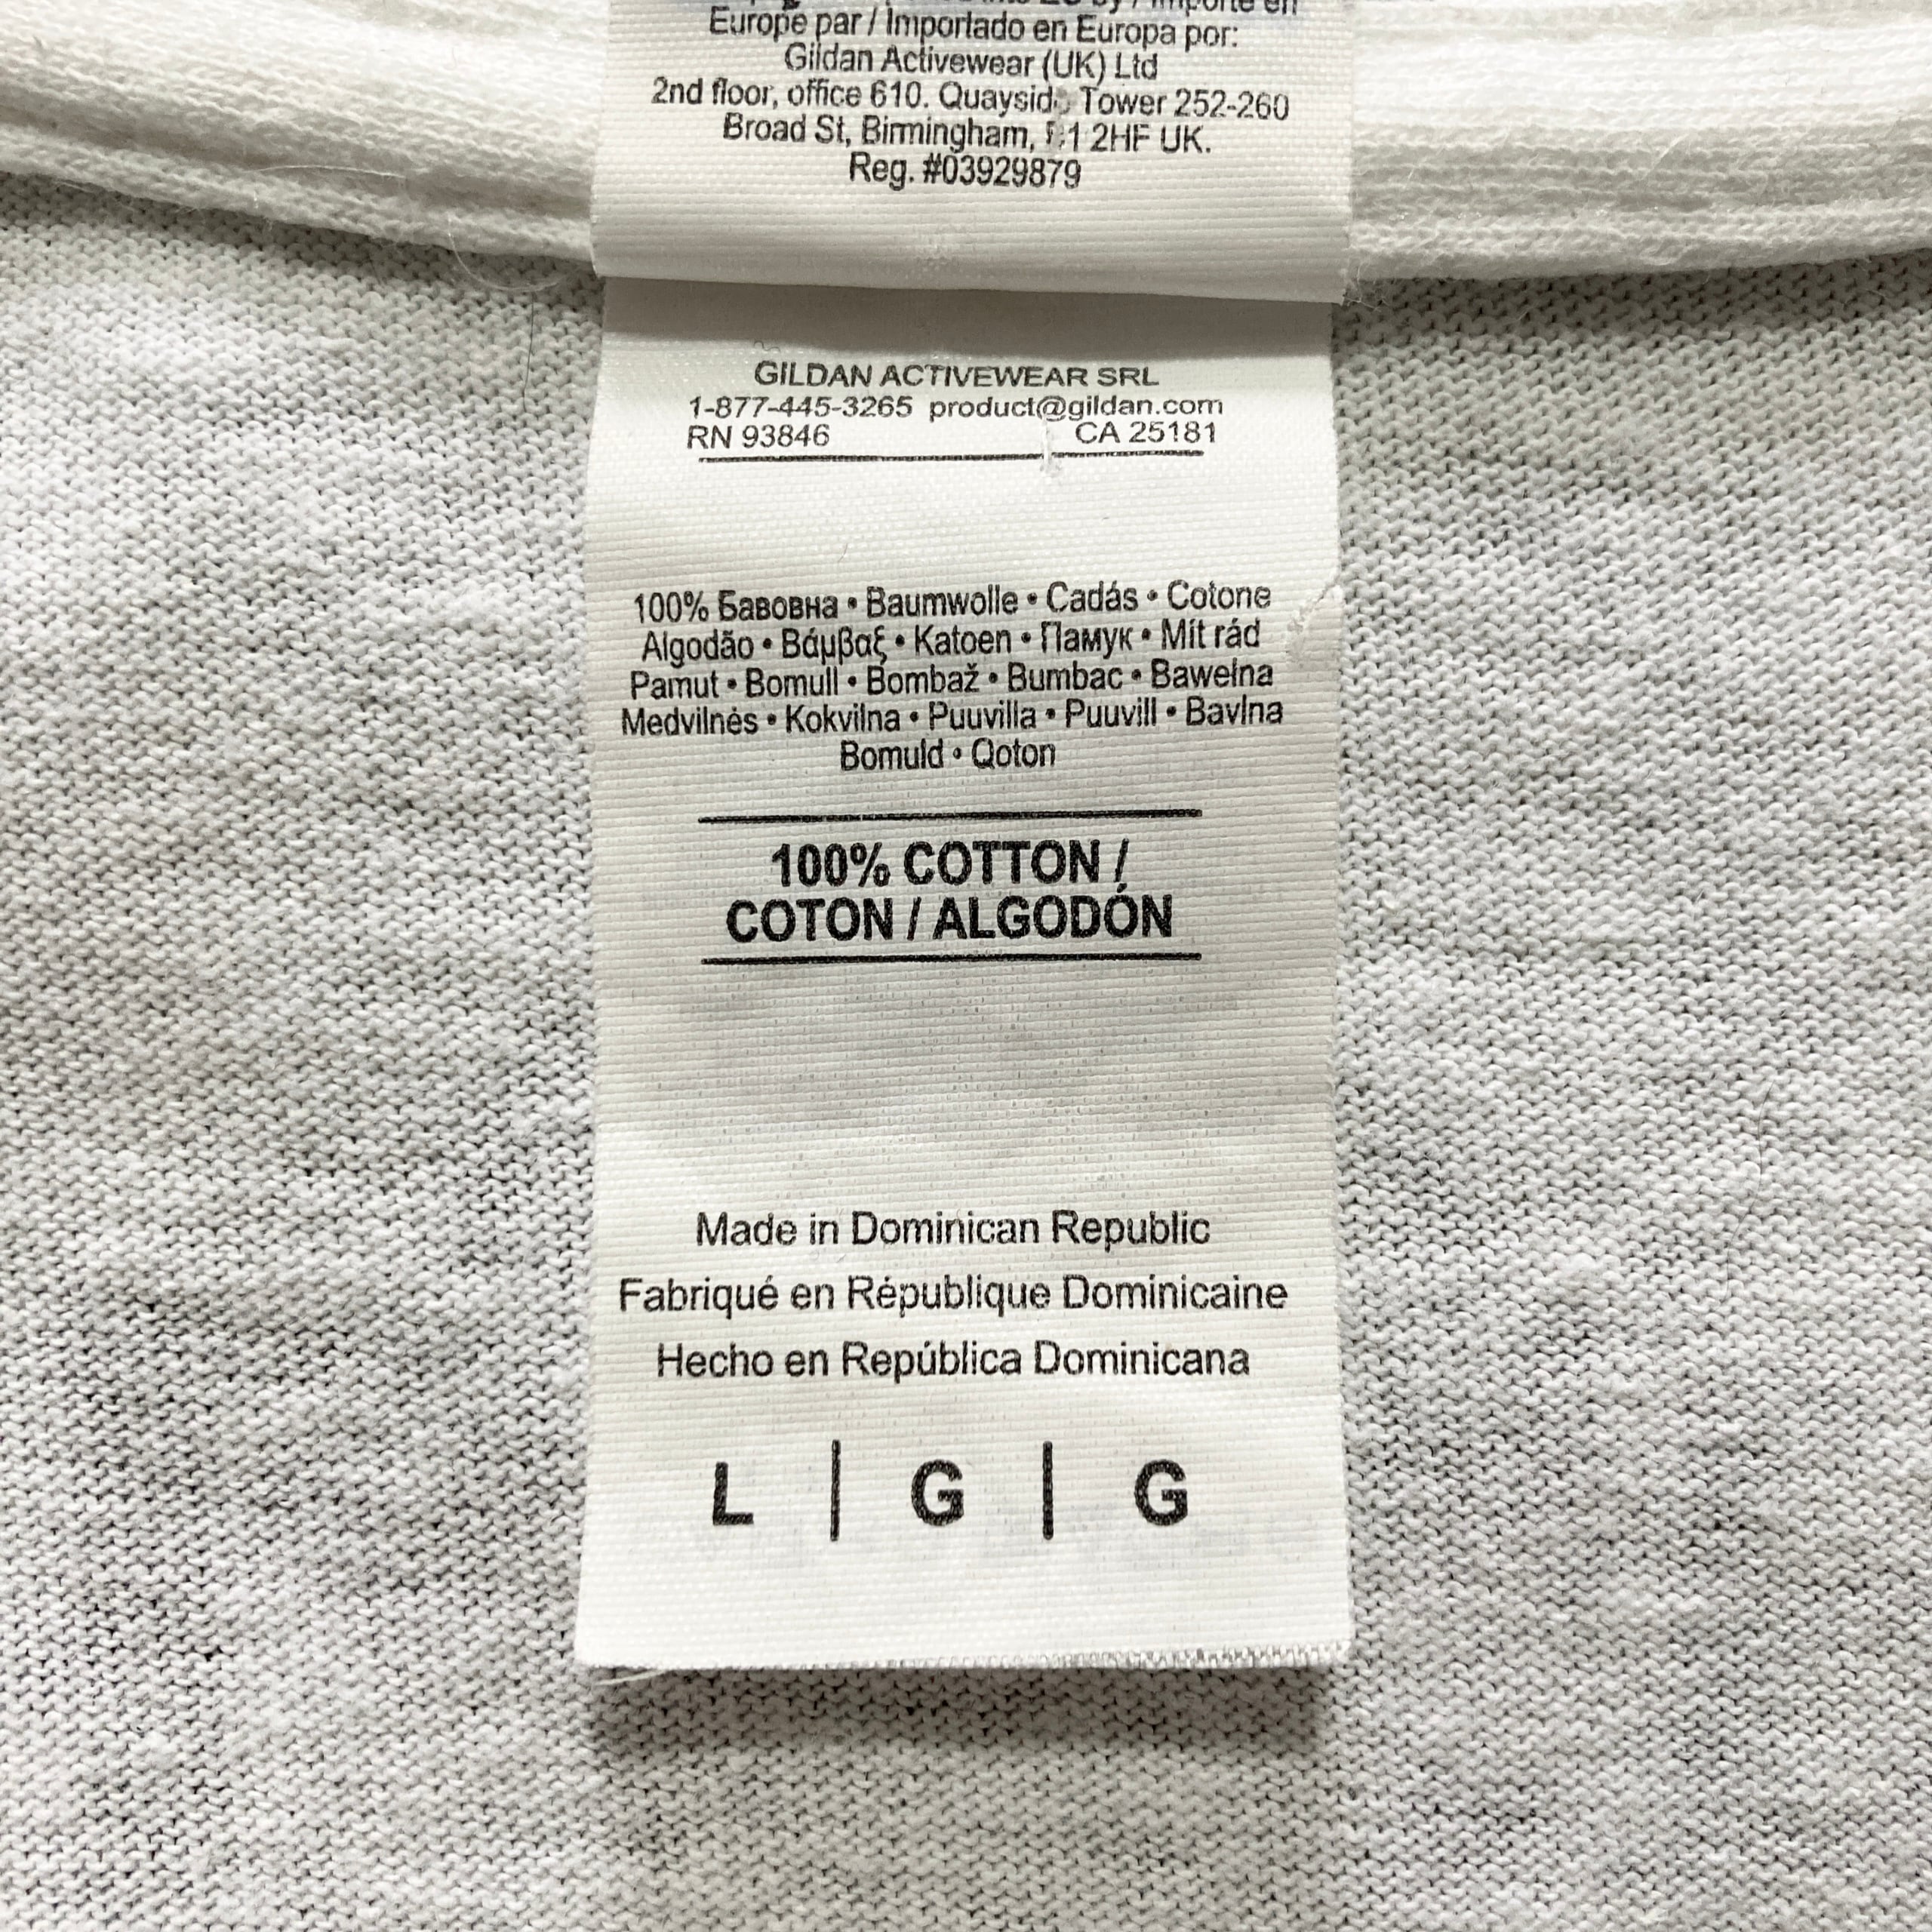 Importé en
Europe par / Importado en Europa por:
Gildan Activewear (UK) Ltd
2nd floor, office 610. Quayside Tower 252-260
Broad St, Birmingham, 2HF UK.
Reg. #03929879
GILDAN ACTIVEWEAR SRL
1-877-445-3265 product@gildan.com
RN 93846 CA 25181
100% Бавовна • Baumwolle • Cadás • Cotone
Algodão • Βάμβαξ • Katoen • Памук • Mít rád
Pamut • Bomull • Bombaž • Bumbac • Bawełna
Medvilnės • Kokvilna • Puuvilla • Puuvill • Bavlna
Bomuld • Qoton
100% COTTON /
COTON / ALGODÓN
Made in Dominican Republic
Fabriqué en République Dominicaine
Hecho en República Dominicana
L | G | G